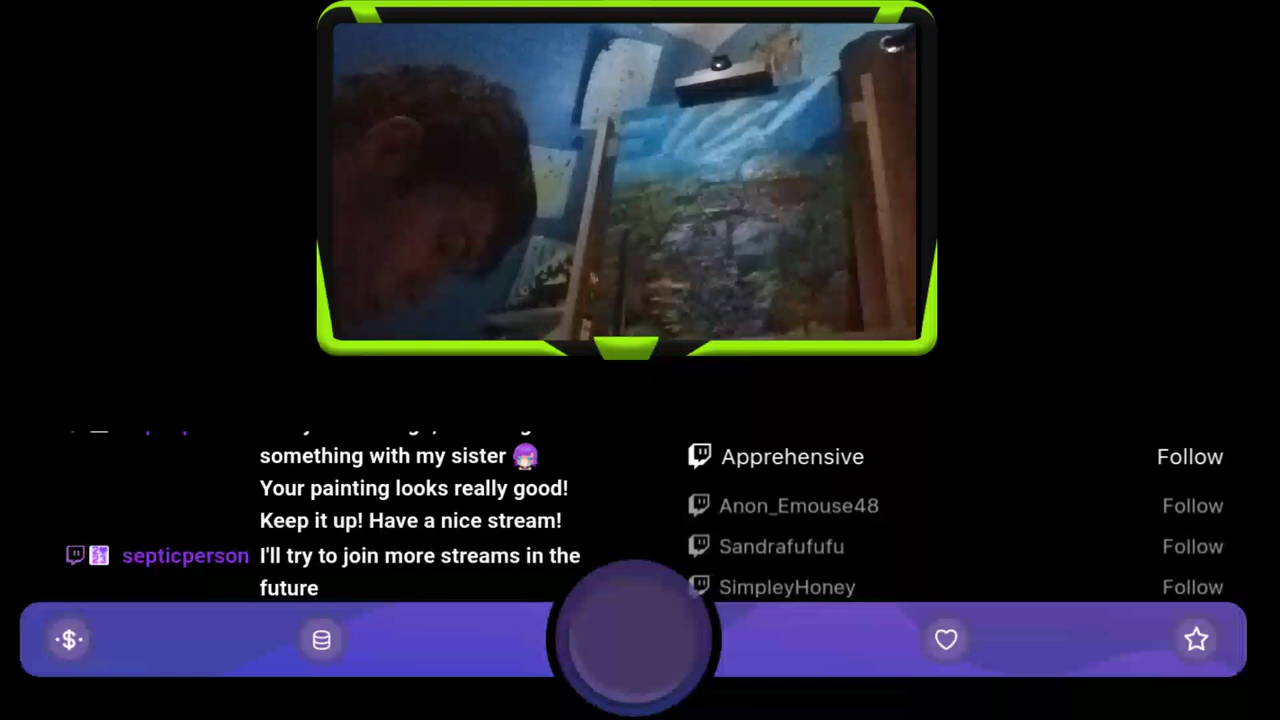 something with my sister
Your painting looks really good!
Keep it up! Have a nice stream!
septicperson I'll try to join more streams in the
future
Apprehensive Follow
Anon_Emouse48 Follow
Sandrafufufu Follow
SimpleyHoney Follow